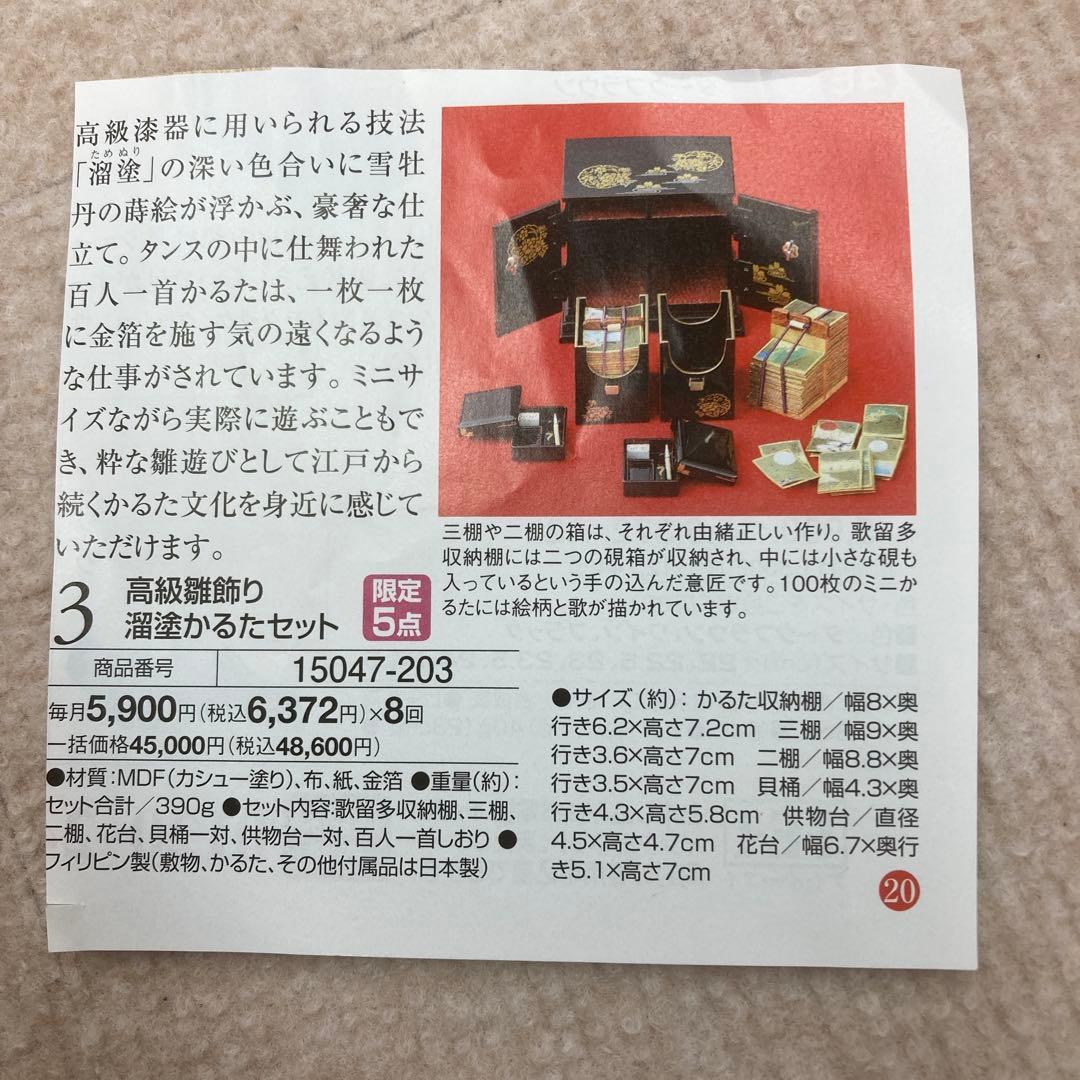 高級漆器に用いられる技法
ためぬり
「溜塗」の深い色合いに雪牡
丹の蒔絵が浮かぶ、豪奢な仕
立て。タンスの中に仕舞われた
百人一首かるたは、一枚一枚
に金箔を施す気の遠くなるよう
な仕事がされています。ミニサ
イズながら実際に遊ぶこともで
き、粋な雛遊びとして江戸から
続くかるた文化を身近に感じて
いただけます。
三棚や二棚の箱は、それぞれ由緒正しい作り。歌留多
収納棚には二つの硯箱が収納され、中には小さな硯も
入っているという手の込んだ意匠です。100枚のミニか
るたには絵柄と歌が描かれています。
3 高級雛飾り
溜塗かるたセット
限定
5点
商品番号 15047-203
毎月5,900円(税込6,372円)×8回
一括価格45,000円(税込48,600円)
●材質:MDF(カシュー塗り)、布、紙、金箔 ●重量(約):
セット合計/390g ●セット内容:歌留多収納棚、三棚、
二棚、花台、貝桶一対、供物台一対、百人一首しおり ●
フィリピン製(敷物、かるた、その他付属品は日本製)
●サイズ(約): かるた収納棚/幅8×奥
行き6.2×高さ7.2cm 三棚/幅9×奥
行き3.6×高さ7cm 二棚/幅8.8×奥
行き3.5×高さ7cm 貝桶/幅4.3×奥
行き4.3×高さ5.8cm 供物台/直径
4.5×高さ4.7cm 花台/幅6.7×奥行
き5.1×高さ7cm
20